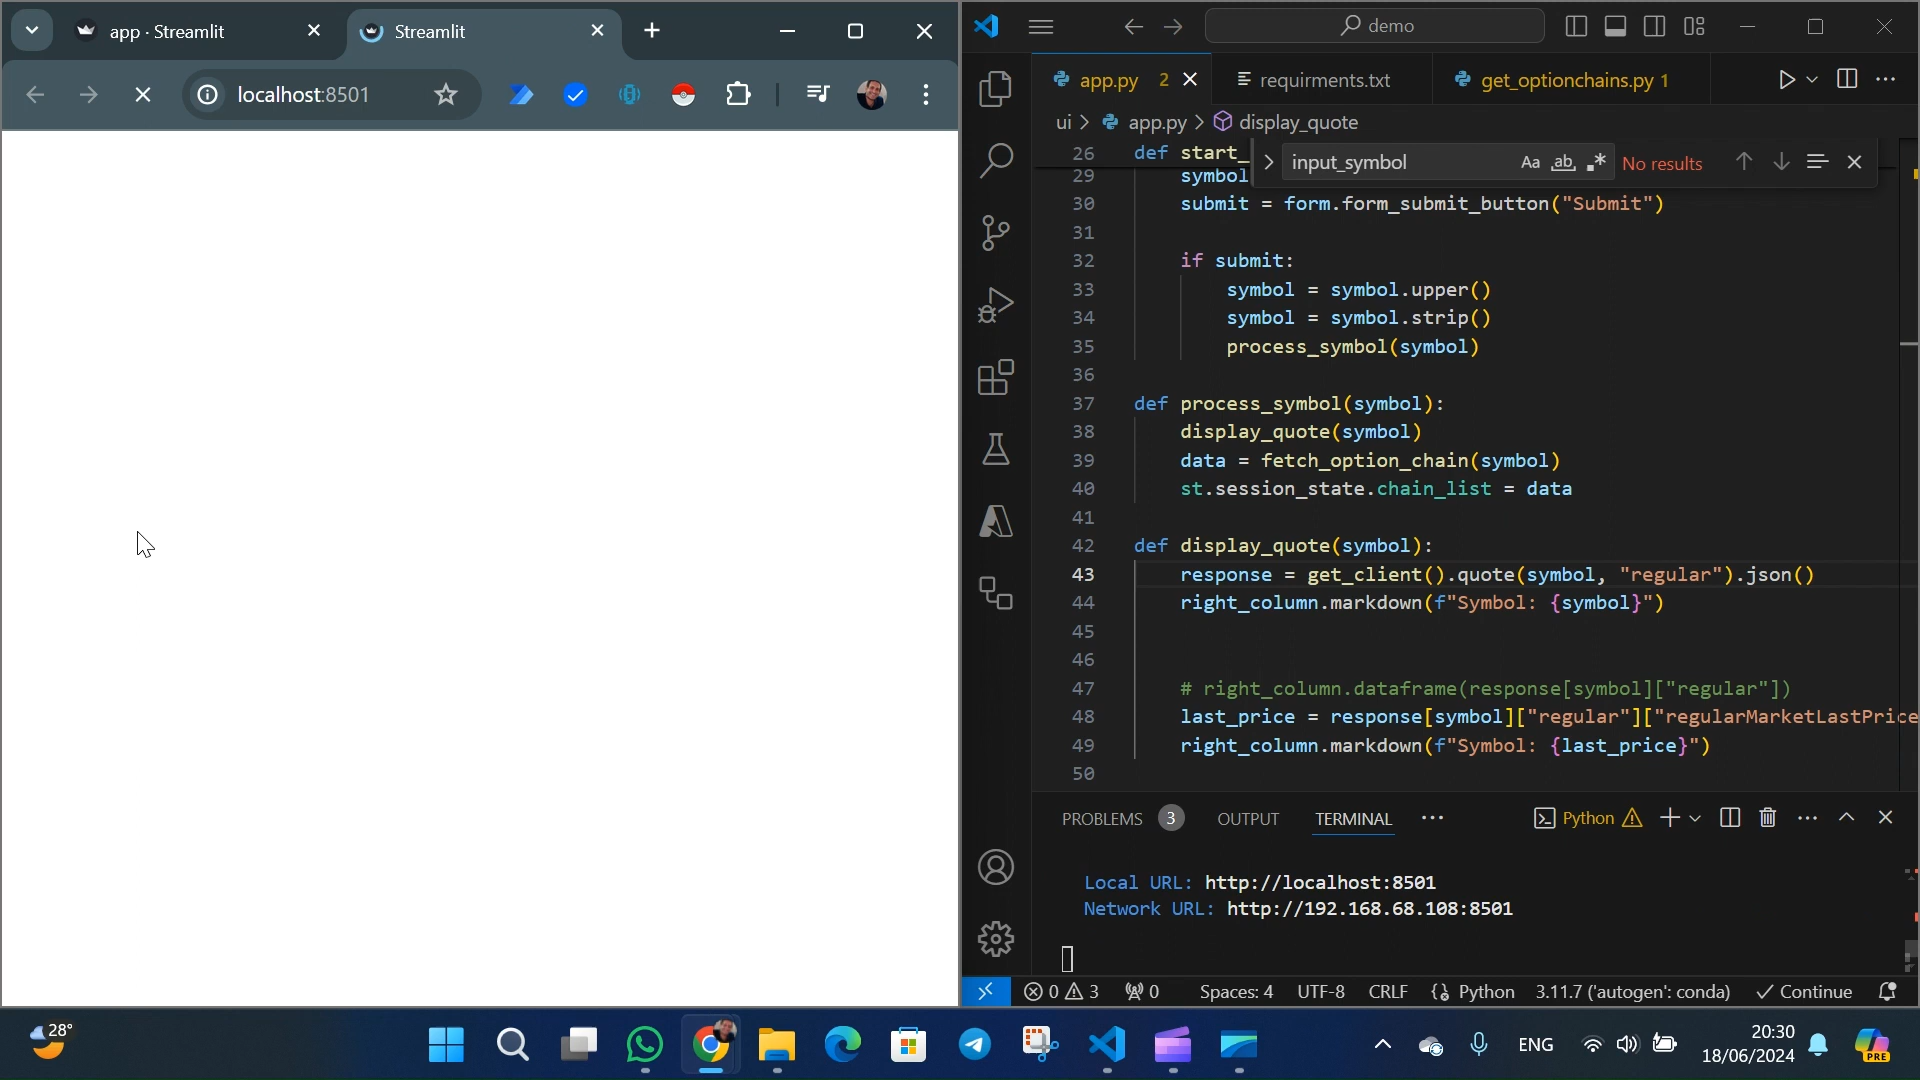 app · Streamlit
Streamlit
localhost:8501
demo
app.py 2
requirments.txt
get_optionchains.py 1
ui > app.py > display_quote
input_symbol
Aa ab
No results
26 def start_
29 symbol
30 submit = form.form_submit_button("Submit")
31
32 if submit:
33 symbol = symbol.upper()
34 symbol = symbol.strip()
35 process_symbol(symbol)
36
37 def process_symbol(symbol):
38 display_quote(symbol)
39 data = fetch_option_chain(symbol)
40 st.session_state.chain_list = data
41
42 def display_quote(symbol):
43 response = get_client().quote(symbol, "regular").json()
44 right_column.markdown(f"Symbol: {symbol}")
45
46
47 # right_column.dataframe(response[symbol]["regular"])
48 last_price = response[symbol]["regular"]["regularMarketLastPrice
49 right_column.markdown(f"Symbol: {last_price}")
50
PROBLEMS 3 OUTPUT TERMINAL ··· Python
Local URL: http://localhost:8501
Network URL: http://192.168.68.108:8501
0 3 0 Spaces: 4 UTF-8 CRLF Python 3.11.7 ('autogen': conda) Continue
28°
ENG
20:30
18/06/2024
PRE